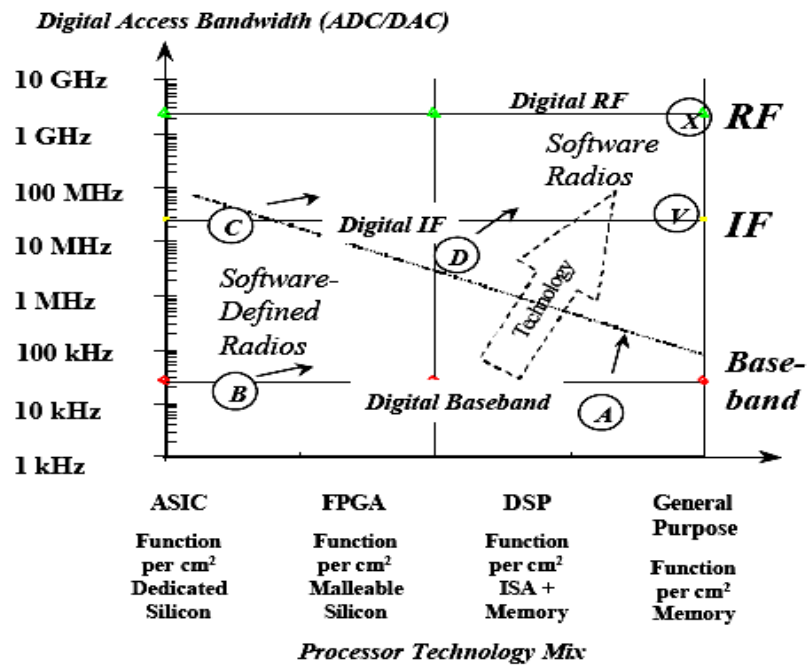 Digital Access Bandwidth (ADC/DAC)
10 GHz
Digital RF
X
RF
1 GHz
Software
Radios
100 MHz
C
Digital IF
V
IF
10 MHz
D
Software-
Defined
Radios
1 MHz
Technology
100 kHz
Base-
band
B
Digital Baseband
A
10 kHz
1 kHz
ASIC
FPGA
DSP
General
Purpose
Function
per cm²
Dedicated
Silicon
Function
per cm²
Malleable
Silicon
Function
per cm²
ISA +
Memory
Function
per cm²
Memory
Processor Technology Mix